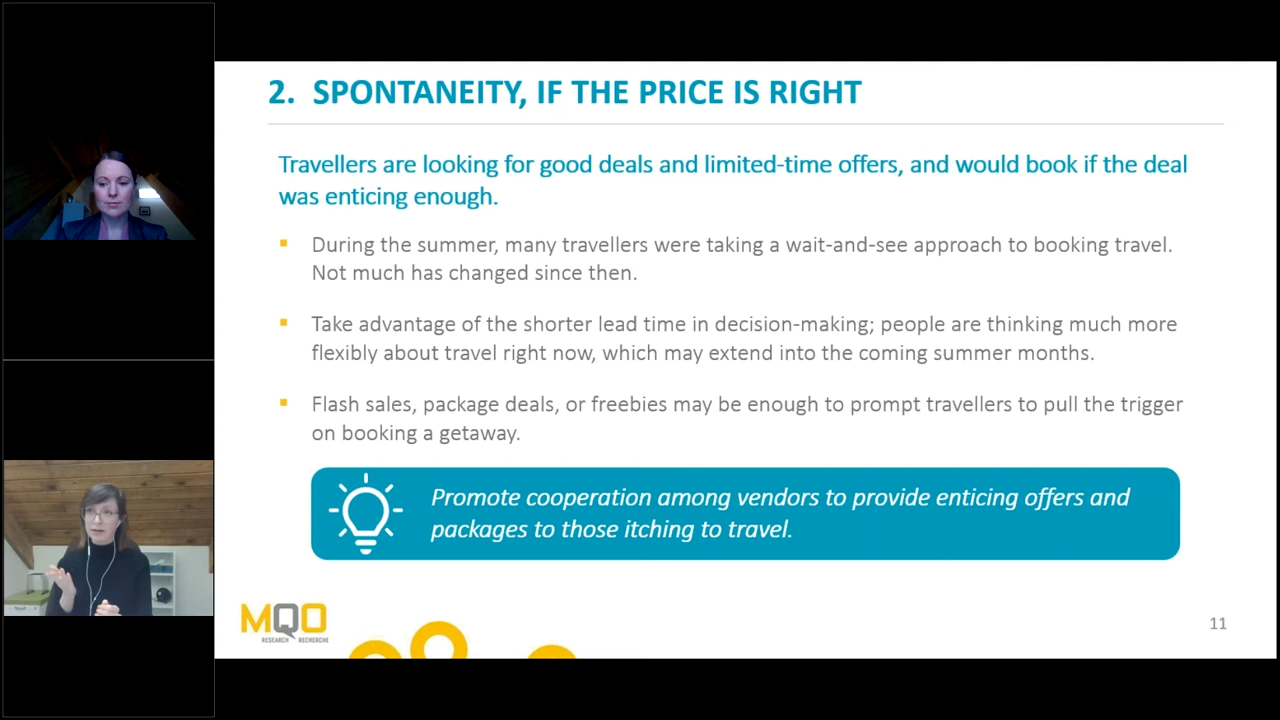 2. SPONTANEITY, IF THE PRICE IS RIGHT
Travellers are looking for good deals and limited-time offers, and would book if the deal
was enticing enough.
During the summer, many travellers were taking a wait-and-see approach to booking travel.
Not much has changed since then.
Take advantage of the shorter lead time in decision-making; people are thinking much more
flexibly about travel right now, which may extend into the coming summer months.
Flash sales, package deals, or freebies may be enough to prompt travellers to pull the trigger
on booking a getaway.
Promote cooperation among vendors to provide enticing offers and
packages to those itching to travel.
MQO
RESEARCH RECHERCHE
11